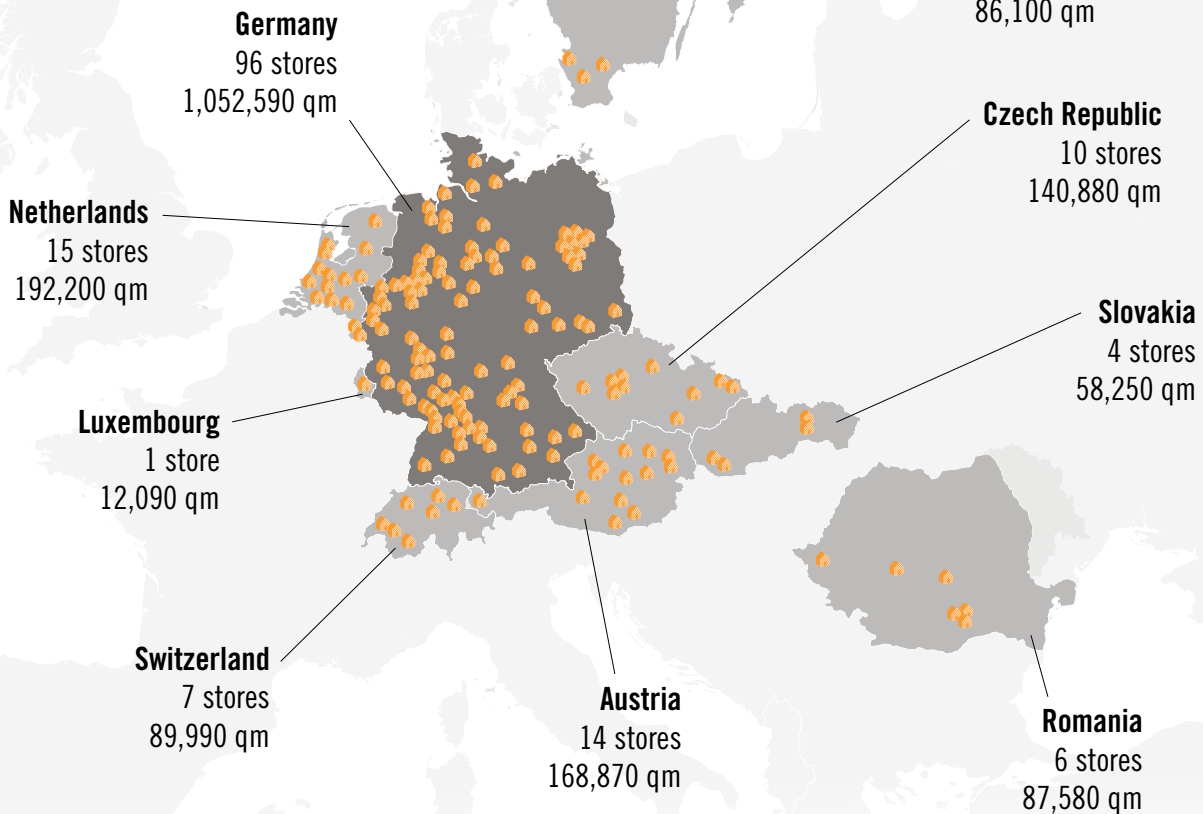 86,100 qm
Germany
96 stores
1,052,590 qm
Czech Republic
10 stores
140,880 qm
Netherlands
15 stores
192,200 qm
Slovakia
4 stores
58,250 qm
Luxembourg
1 store
12,090 qm
Switzerland
7 stores
89,990 qm
Austria
14 stores
168,870 qm
Romania
6 stores
87,580 qm